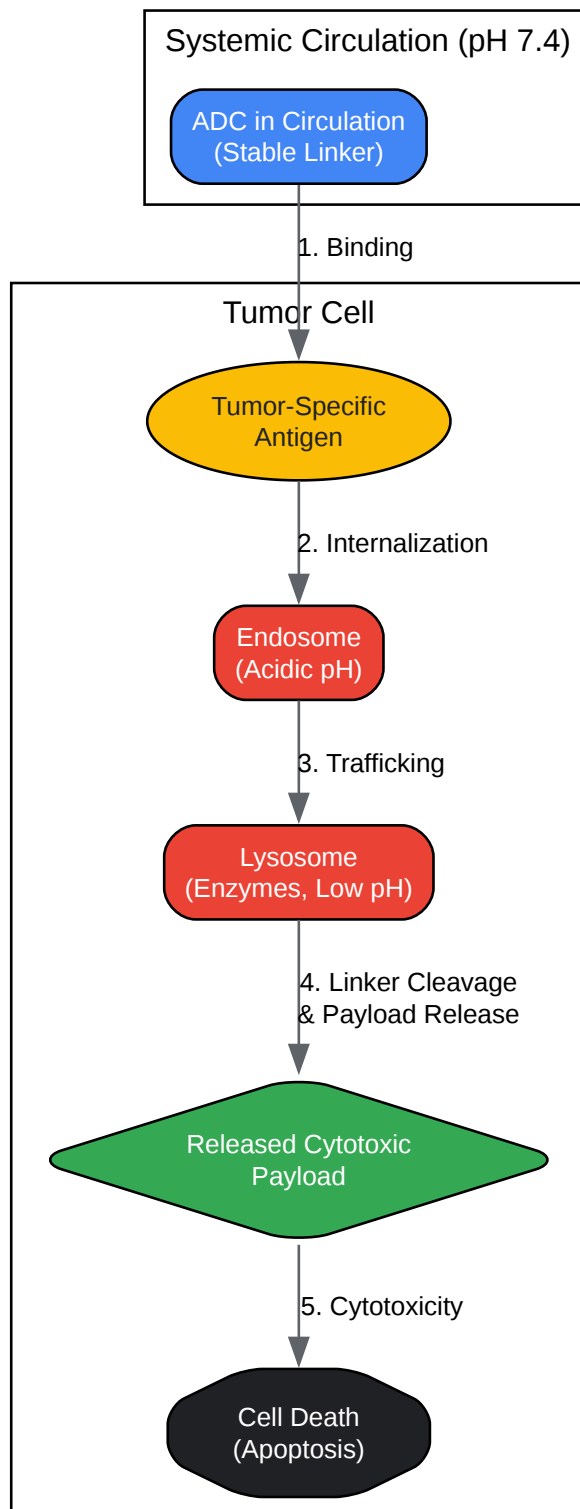 Systemic Circulation (pH 7.4)
ADC in Circulation
(Stable Linker)
1. Binding
Tumor Cell
Tumor-Specific
Antigen
2. Internalization
Endosome
(Acidic pH)
3. Trafficking
Lysosome
(Enzymes, Low pH)
4. Linker Cleavage
& Payload Release
Released Cytotoxic
Payload
5. Cytotoxicity
Cell Death
(Apoptosis)